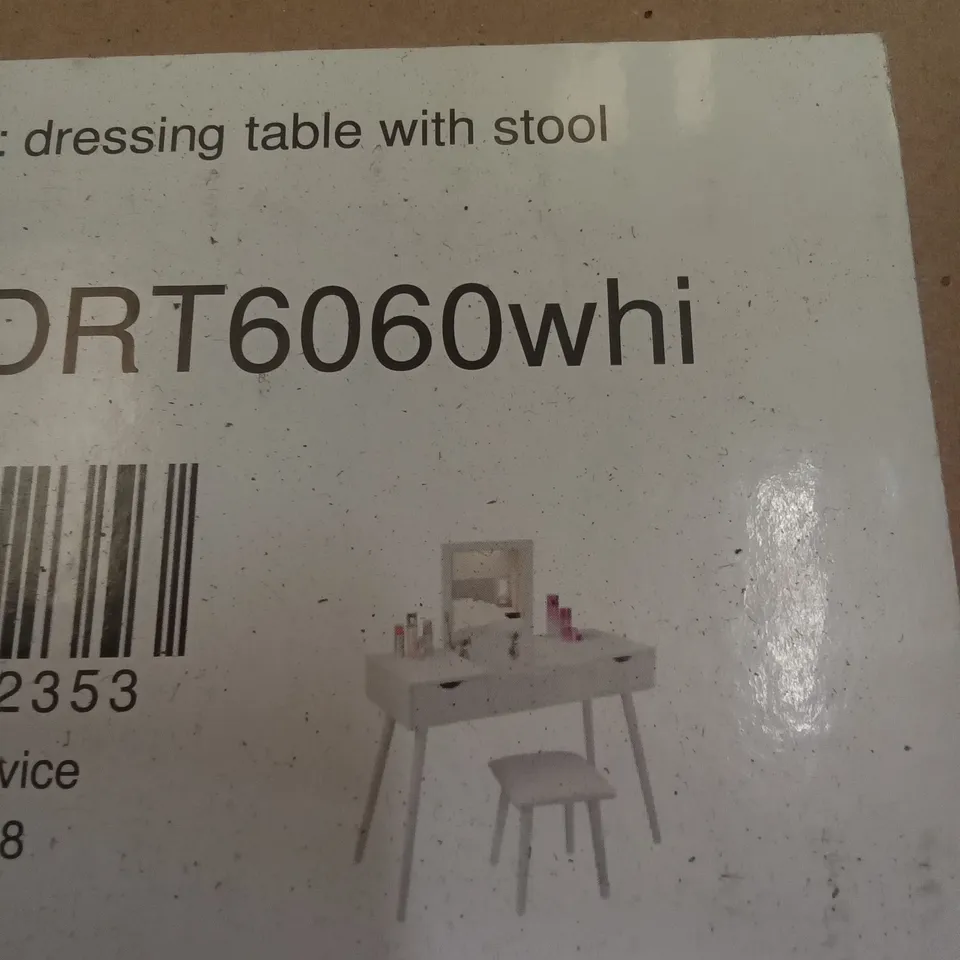 : dressing table with stool
DRT6060whi
2353
vice
8